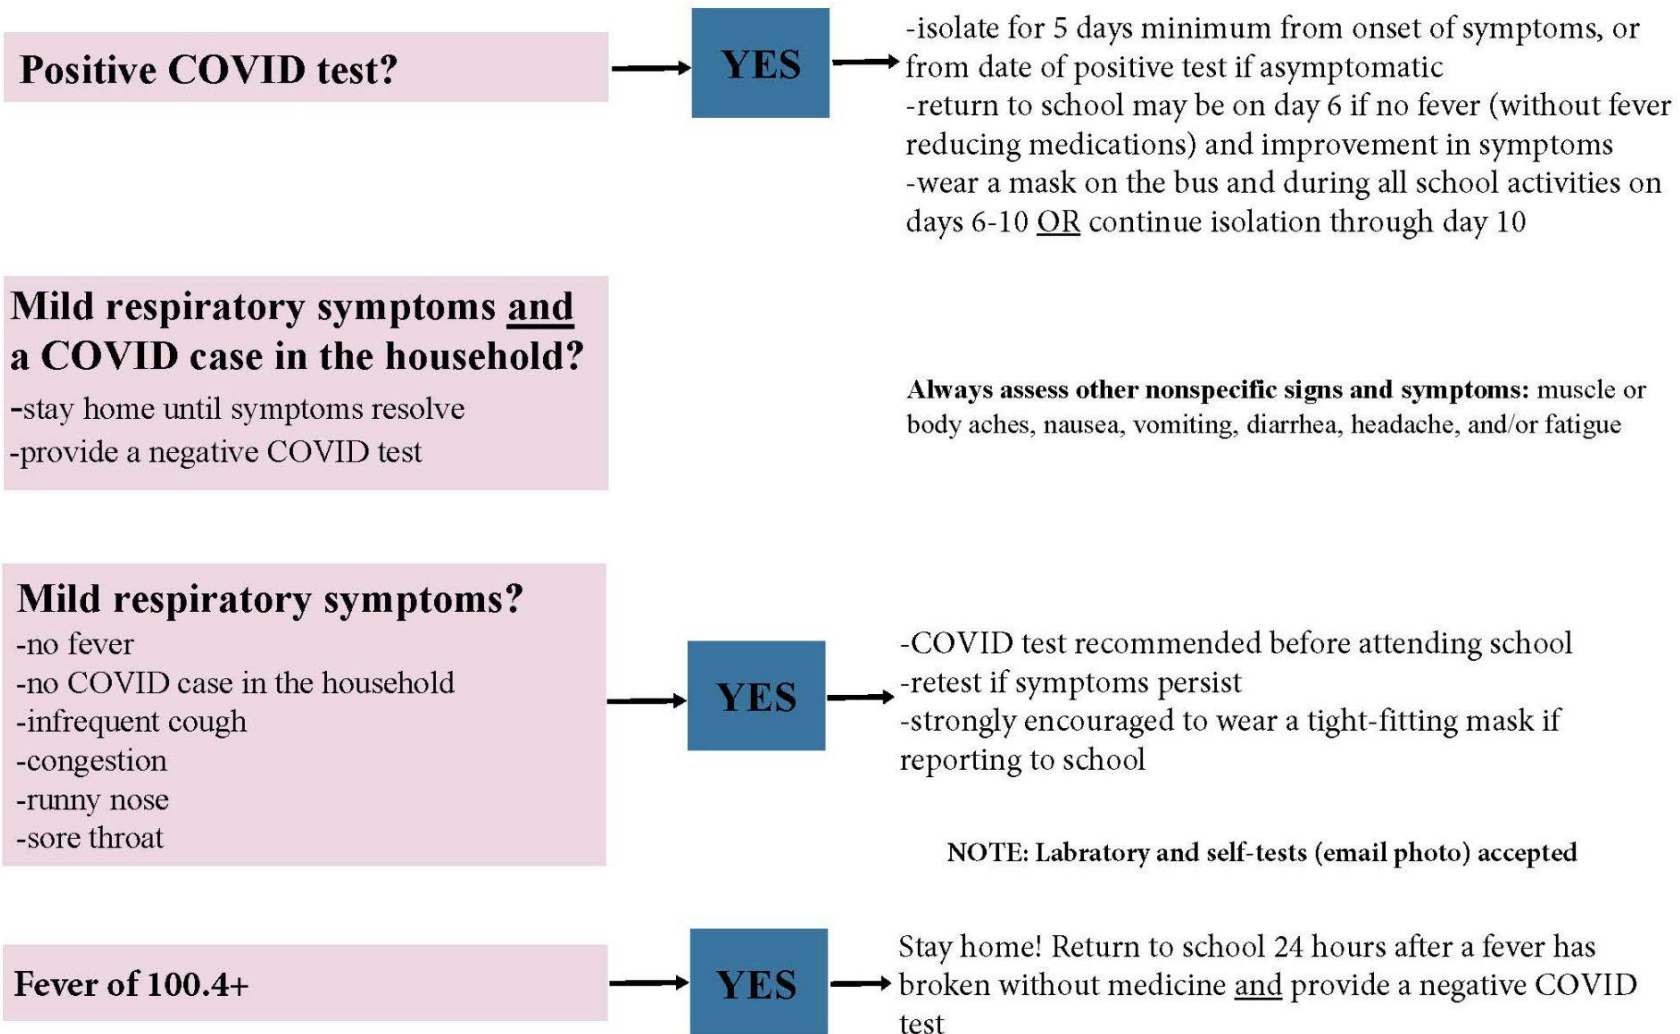 Positive COVID test?
YES
-isolate for 5 days minimum from onset of symptoms, or
from date of positive test if asymptomatic
-return to school may be on day 6 if no fever (without fever
reducing medications) and improvement in symptoms
-wear a mask on the bus and during all school activities on
days 6-10 OR continue isolation through day 10
Mild respiratory symptoms and
a COVID case in the household?
-stay home until symptoms resolve
-provide a negative COVID test
Always assess other nonspecific signs and symptoms: muscle or
body aches, nausea, vomiting, diarrhea, headache, and/or fatigue
Mild respiratory symptoms?
-no fever
-no COVID case in the household
-infrequent cough
-congestion
-runny nose
-sore throat
YES
-COVID test recommended before attending school
-retest if symptoms persist
-strongly encouraged to wear a tight-fitting mask if
reporting to school
NOTE: Labratory and self-tests (email photo) accepted
Fever of 100.4+
YES
Stay home! Return to school 24 hours after a fever has
broken without medicine and provide a negative COVID
test